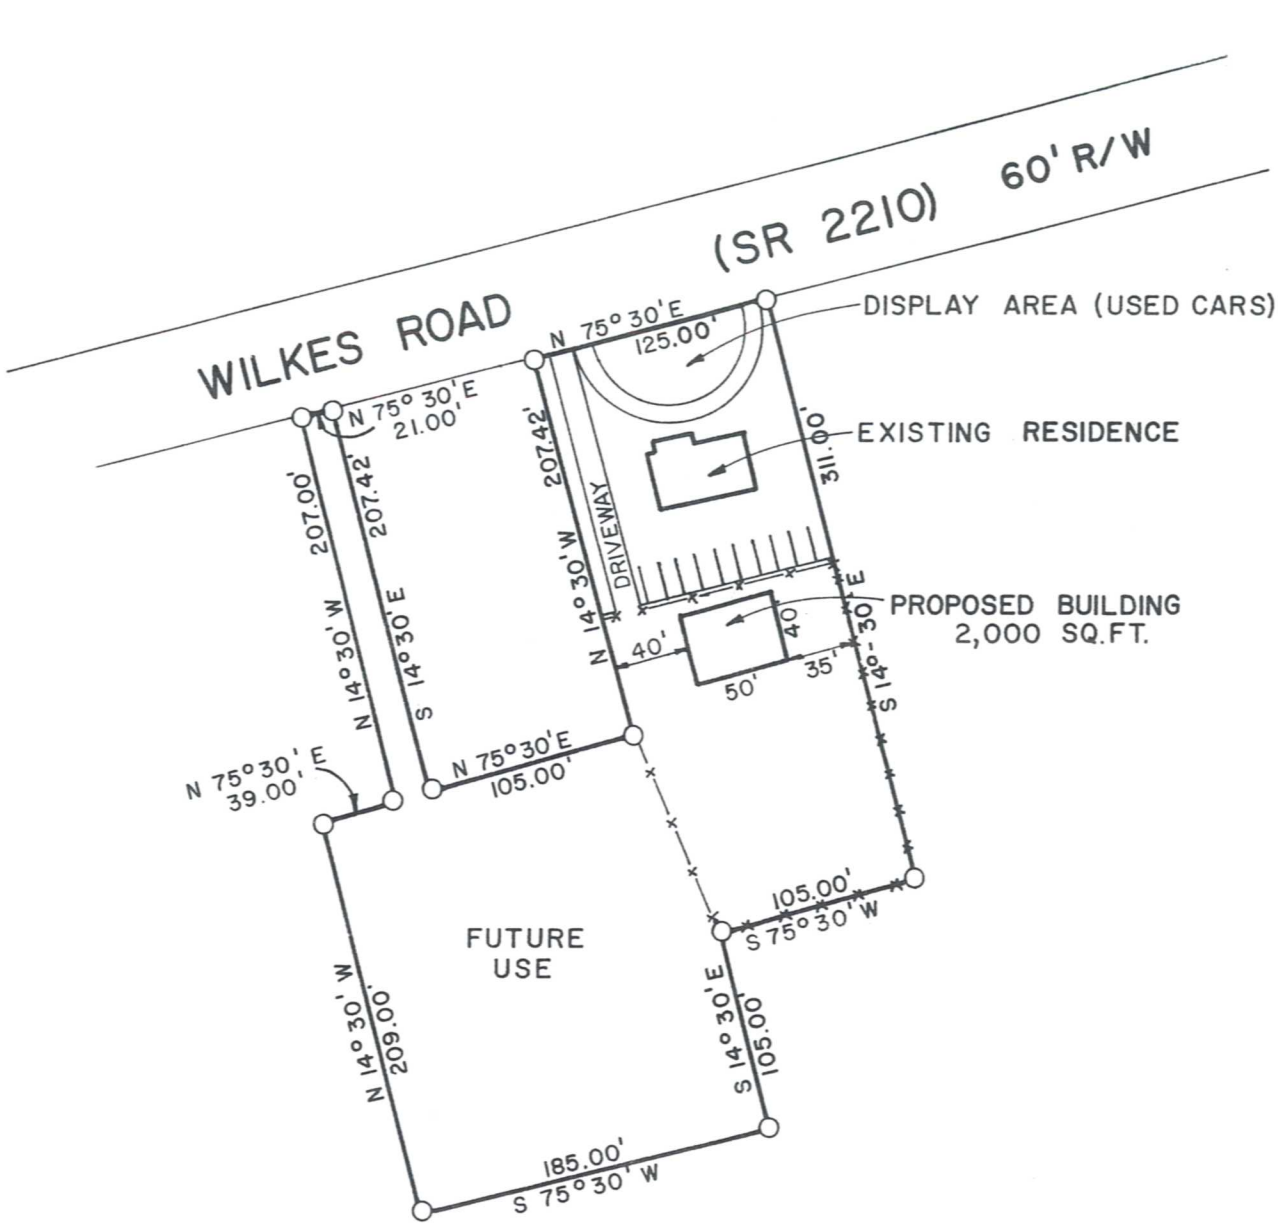 60' R/W
(SR 2210)
WILKES ROAD
DISPLAY AREA (USED CARS)
N 75° 30' E
125.00'
N 75° 30' E
21.00'
EXISTING RESIDENCE
311.00'
207.42'
207.42'
207.00'
DRIVEWAY
N 14° 30' W
S 14° 30' E
N 14° 30' W
S 14°-30' E
PROPOSED BUILDING
2,000 SQ.FT.
40'
40'
35'
50'
N 75° 30' E
105.00'
N 75° 30' E
39.00'
105.00'
S 75° 30' W
FUTURE
USE
N 14° 30' W
209.00'
S 14° 30' E
105.00'
185.00'
S 75° 30' W